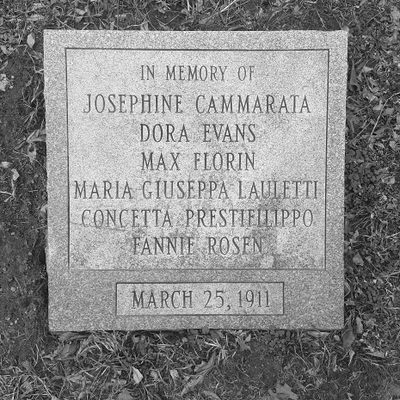 IN MEMORY OF
JOSEPHINE CAMMARATA
DORA EVANS
MAX FLORIN
MARIA GIUSEPPA LAULETTI
CONCETTA PRESTIFILIPPO
FANNIE ROSEN
MARCH 25, 1911